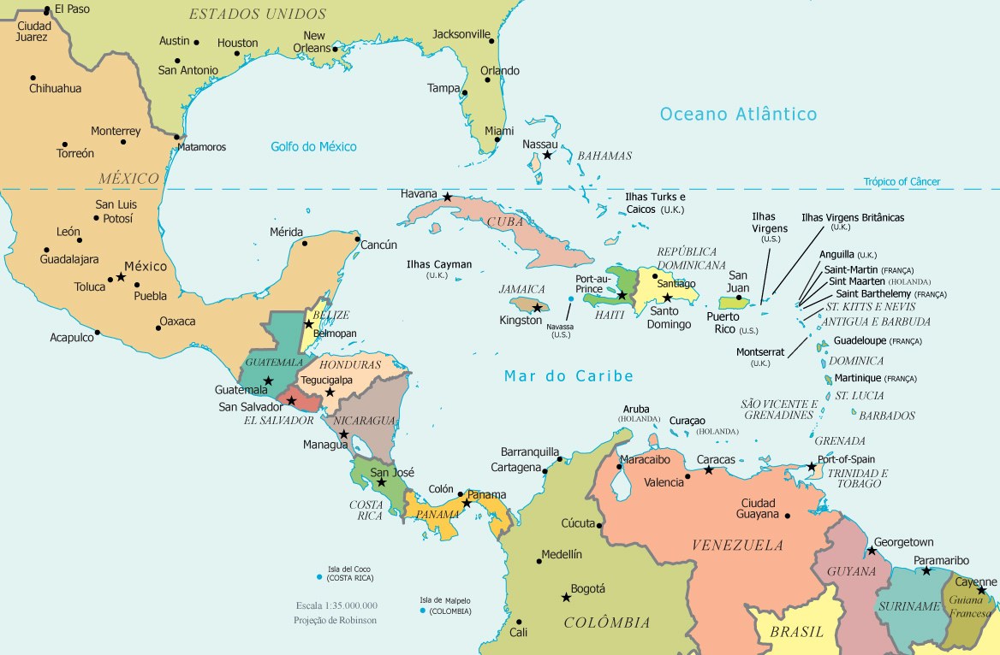 El Paso
ESTADOS UNIDOS
Ciudad
Juarez
Austin
Houston
New
Orleans
Jacksonville
San Antonio
Orlando
Chihuahua
Tampa
Oceano Atlântico
Monterrey
Miami
Torreón
Matamoros
Golfo do México
Nassau
BAHAMAS
MÉXICO
Trópico of Câncer
Havana
Ilhas Turks e
Caicos (U.K.)
San Luis
Potosí
CUBA
Ilhas
Virgens
(U.S.)
Ilhas Virgens Britânicas
(U.K.)
León
Mérida
Cancún
Guadalajara
REPÚBLICA
DOMINICANA
Anguilla (U.K.)
México
Ilhas Cayman
(U.K.)
Saint-Martin (FRANÇA)
Toluca
Port-au-
Prince
Santiago
San
Juan
Sint Maarten (HOLANDA)
Puebla
JAMAICA
Saint Barthelemy (FRANÇA)
ST. KITTS E NEVIS
Kingston
HAITI
Santo
Domingo
Puerto
Rico (U.S.)
ANTIGUA E BARBUDA
Oaxaca
BELIZE
Navassa
(U.S.)
Acapulco
Belmopan
Guadeloupe (FRANÇA)
Montserrat
(U.K.)
GUATEMALA
HONDURAS
DOMINICA
Tegucigalpa
Mar do Caribe
Martinique (FRANÇA)
Guatemala
ST. LUCIA
San Salvador
SÃO VICENTE E
GRENADINES
Aruba
(HOLANDA)
BARBADOS
EL SALVADOR
NICARAGUA
Curaçao
(HOLANDA)
GRENADA
Managua
Barranquilla
Maracaibo
Caracas
Port-of-Spain
Cartagena
San José
Valencia
TRINIDAD E
TOBAGO
Colón
Panama
COSTA
RICA
PANAMA
Ciudad
Guayana
Cúcuta
VENEZUELA
Georgetown
Medellín
Paramaribo
Isla del Coco
(COSTA RICA)
GUYANA
Cayenne
Bogotá
Isla de Malpelo
(COLOMBIA)
Escala 1:35.000.000
Projeção de Robinson
SURINAME
Guiana
Francesa
COLÔMBIA
Cali
BRASIL